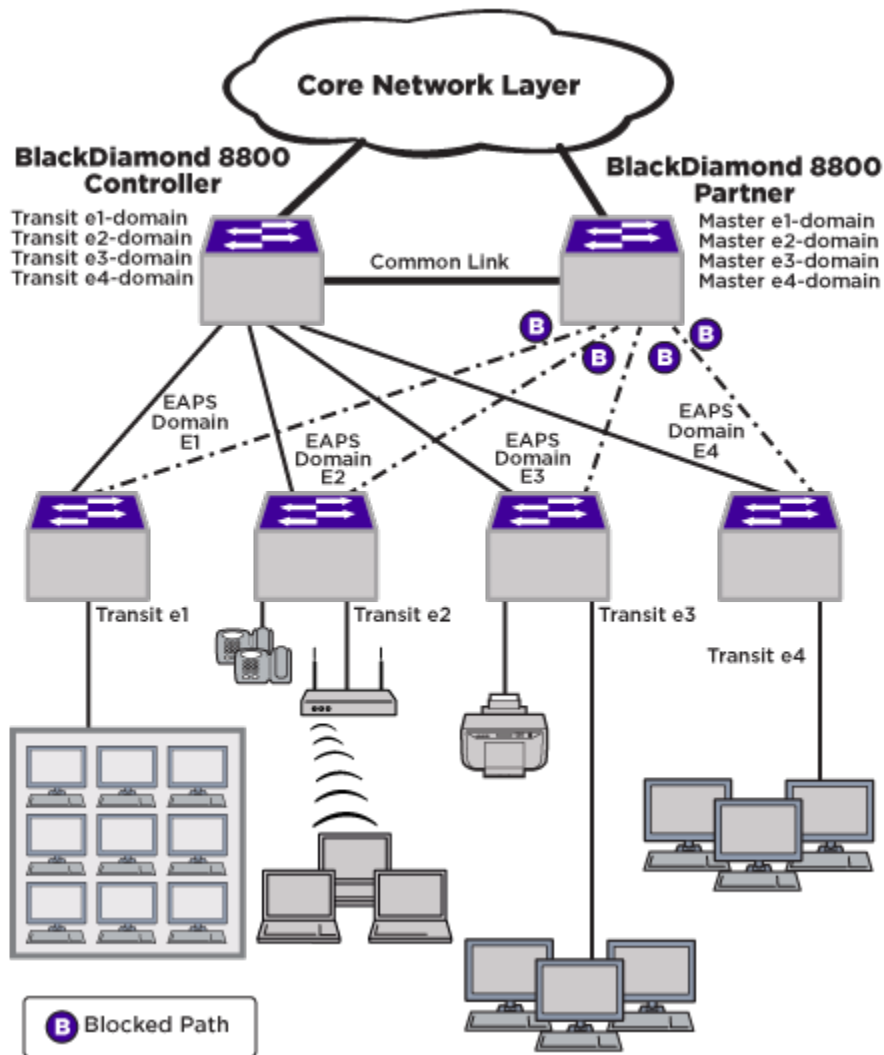 Core Network Layer
BlackDiamond 8800
Controller
Transit e1-domain
Transit e2-domain
Transit e3-domain
Transit e4-domain
BlackDiamond 8800
Partner
Master e1-domain
Master e2-domain
Master e3-domain
Master e4-domain
Common Link
B
B
B
B
EAPS
Domain
E1
EAPS
Domain
E2
EAPS
Domain
E3
EAPS
Domain
E4
Transit e1
Transit e2
Transit e3
Transit e4
B Blocked Path